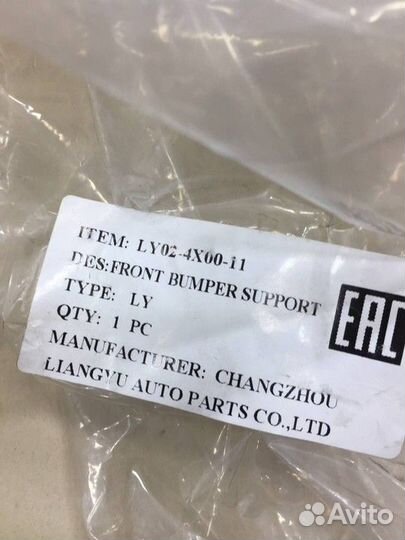 ITEM: LY02-4X00-11
DES:FRONT BUMPER SUPPORT
TYPE: LY
QTY: 1 PC
MANUFACTURER: CHANGZHOU
LIANGYU AUTO PARTS CO.,LTD
EAC
Avito